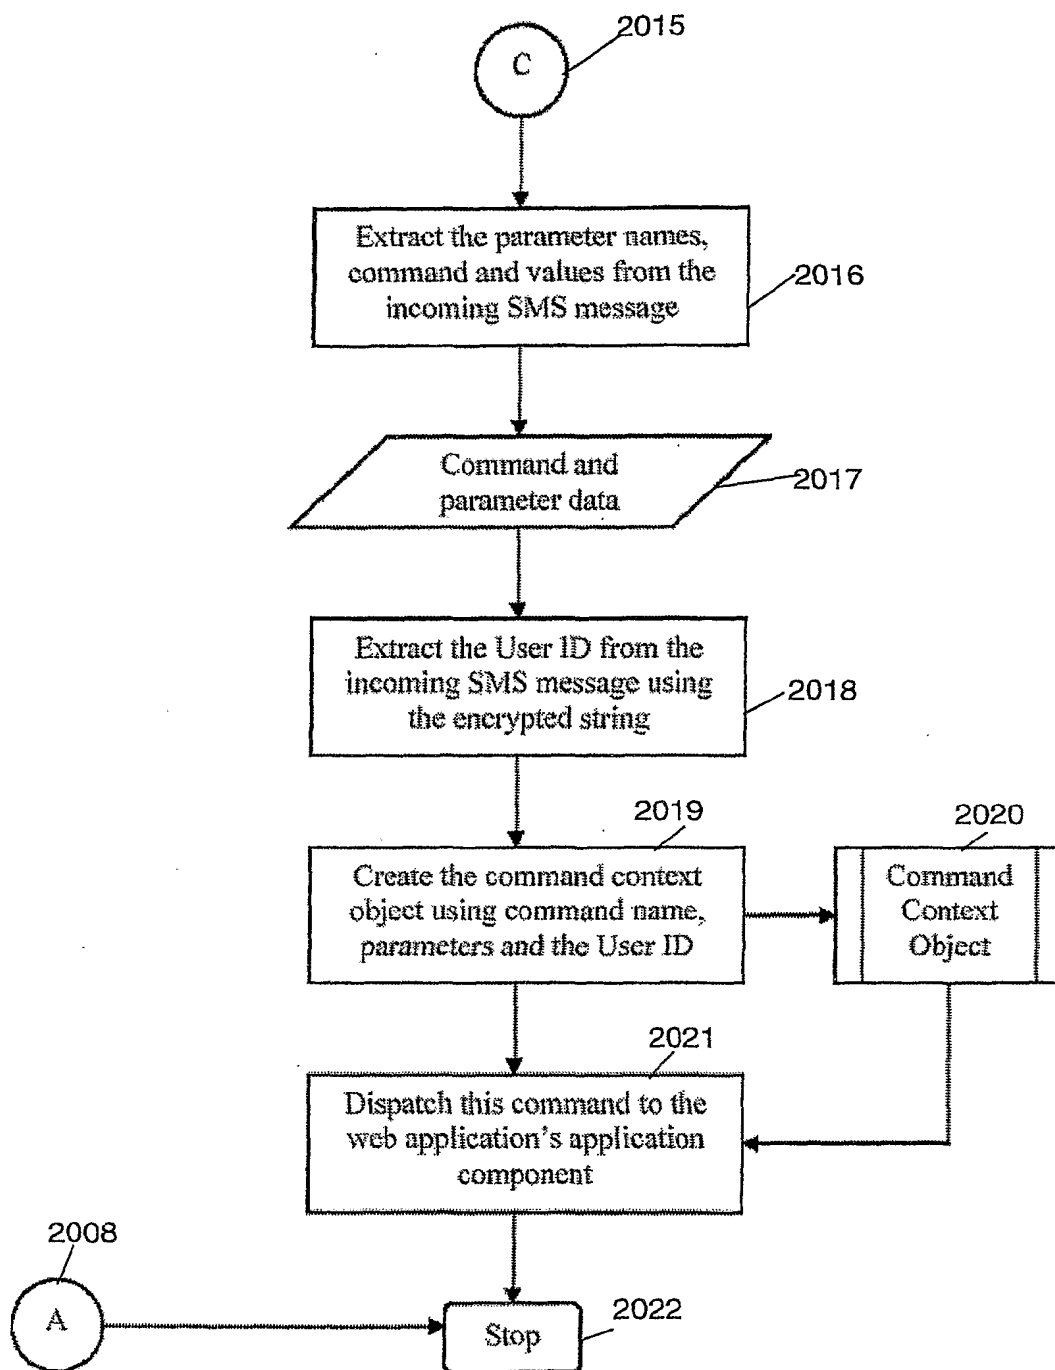 2015
C
Extract the parameter names,
command and values from the
incoming SMS message
2016
Command and
parameter data
2017
Extract the User ID from the
incoming SMS message using
the encrypted string
2018
2019
Create the command context
object using command name,
parameters and the User ID
2020
Command
Context
Object
2021
Dispatch this command to the
web application's application
component
2008
A
Stop
2022